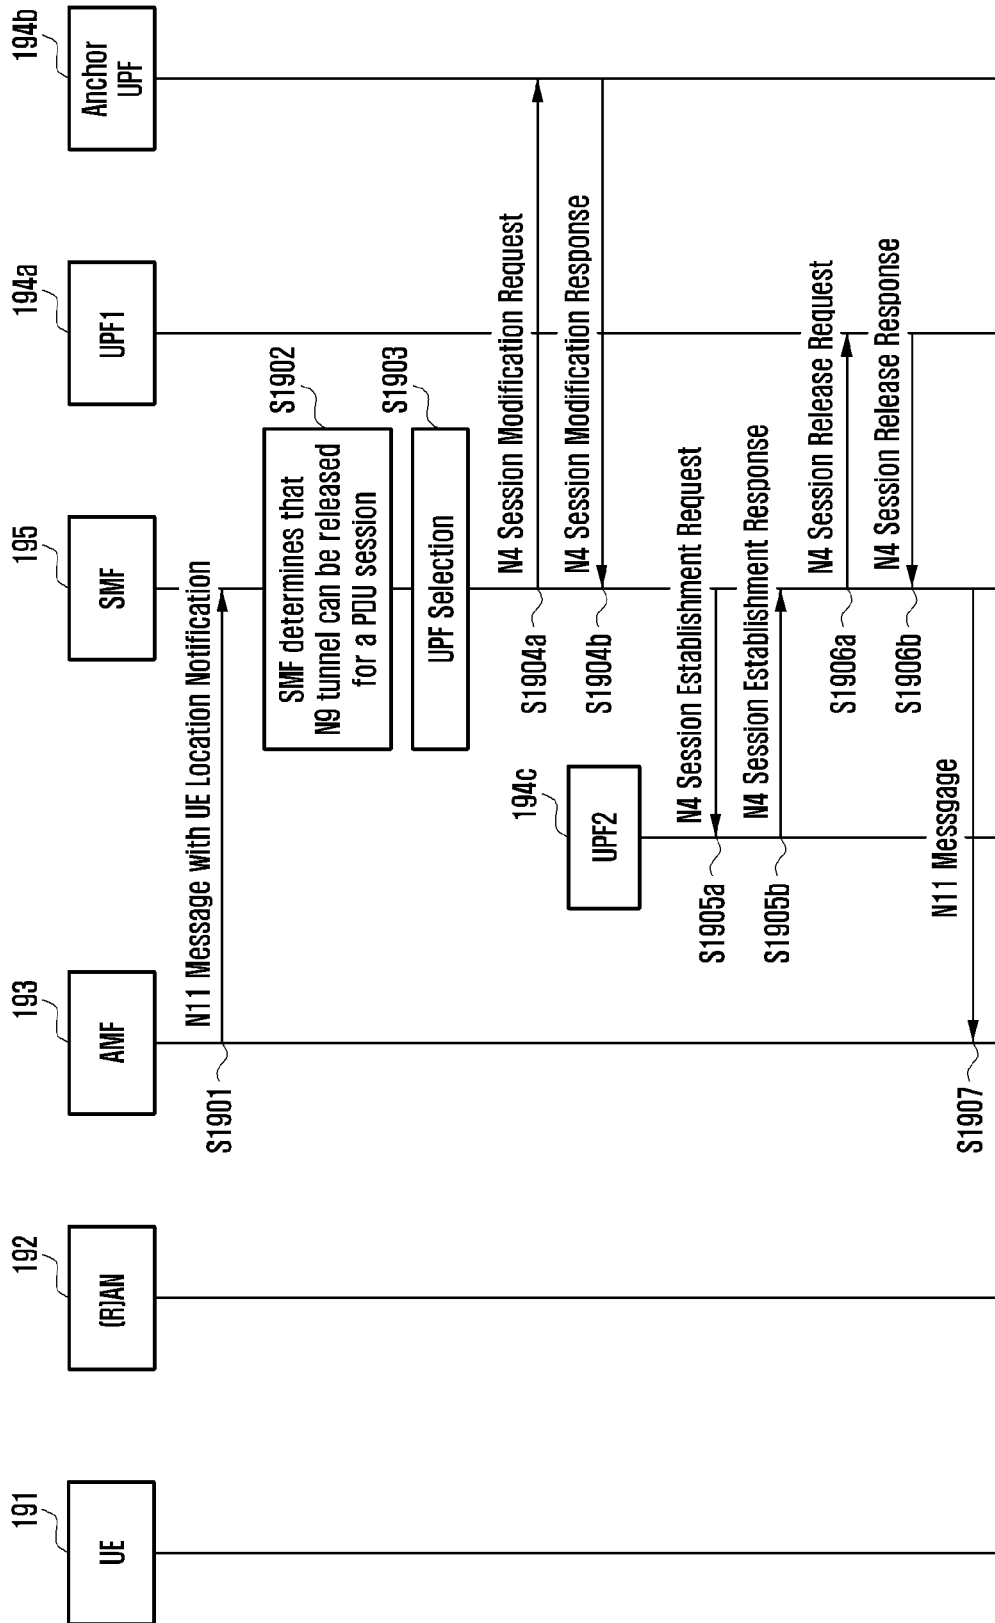 191
192
193
195
194a
194b
UE
(R)AN
AMF
SMF
UPF1
Anchor
UPF
N11 Message with UE Location Notification
S1901
S1902
SMF determines that
N9 tunnel can be released
for a PDU session
S1903
UPF Selection
N4 Session Modification Request
S1904a
N4 Session Modification Response
S1904b
194c
UPF2
N4 Session Establishment Request
S1905a
N4 Session Establishment Response
S1905b
N4 Session Release Request
S1906a
N4 Session Release Response
S1906b
N11 Messgage
S1907